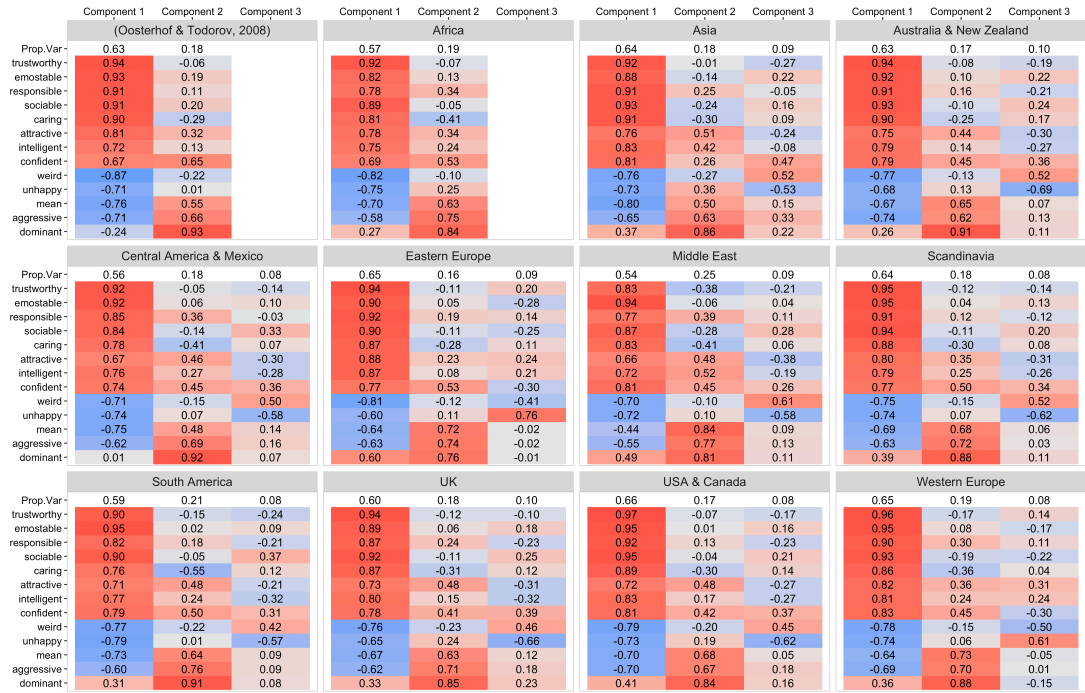 Component 1 Component 2 Component 3 Component 1 Component 2 Component 3 Component 1 Component 2 Component 3 Component 1 Component 2 Component 3
(Oosterhof & Todorov, 2008) Africa Asia Australia & New Zealand
Prop.Var 0.63 0.18 0.57 0.19 0.64 0.18 0.09 0.63 0.17 0.10
trustworthy 0.94 -0.06 0.92 -0.07 0.92 -0.01 -0.27 0.94 -0.08 -0.19
emostable 0.93 0.19 0.82 0.13 0.88 -0.14 0.22 0.92 0.10 0.22
responsible 0.91 0.11 0.78 0.34 0.91 0.25 -0.05 0.91 0.16 -0.21
sociable 0.91 0.20 0.89 -0.05 0.93 -0.24 0.16 0.93 -0.10 0.24
caring 0.90 -0.29 0.81 -0.41 0.91 -0.30 0.09 0.90 -0.25 0.17
attractive 0.81 0.32 0.78 0.34 0.76 0.51 -0.24 0.75 0.44 -0.30
intelligent 0.72 0.13 0.75 0.24 0.83 0.42 -0.08 0.79 0.14 -0.27
confident 0.67 0.65 0.69 0.53 0.81 0.26 0.47 0.79 0.45 0.36
weird -0.87 -0.22 -0.82 -0.10 -0.76 -0.27 0.52 -0.77 -0.13 0.52
unhappy -0.71 0.01 -0.75 0.25 -0.73 0.36 -0.53 -0.68 0.13 -0.69
mean -0.76 0.55 -0.70 0.63 -0.80 0.50 0.15 -0.67 0.65 0.07
aggressive -0.71 0.66 -0.58 0.75 -0.65 0.63 0.33 -0.74 0.62 0.13
dominant -0.24 0.93 0.27 0.84 0.37 0.86 0.22 0.26 0.91 0.11
Central America & Mexico Eastern Europe Middle East Scandinavia
Prop.Var 0.56 0.18 0.08 0.65 0.16 0.09 0.54 0.25 0.09 0.64 0.18 0.08
trustworthy 0.92 -0.05 -0.14 0.94 -0.11 0.20 0.83 -0.38 -0.21 0.95 -0.12 -0.14
emostable 0.92 0.06 0.10 0.90 0.05 -0.28 0.94 -0.06 0.04 0.95 0.04 0.13
responsible 0.85 0.36 -0.03 0.92 0.19 0.14 0.77 0.39 0.11 0.91 0.12 -0.12
sociable 0.84 -0.14 0.33 0.90 -0.11 -0.25 0.87 -0.28 0.28 0.94 -0.11 0.20
caring 0.78 -0.41 0.07 0.87 -0.28 0.11 0.83 -0.41 0.06 0.88 -0.30 0.08
attractive 0.67 0.46 -0.30 0.88 0.23 0.24 0.66 0.48 -0.38 0.80 0.35 -0.31
intelligent 0.76 0.27 -0.28 0.87 0.08 0.21 0.72 0.52 -0.19 0.79 0.25 -0.26
confident 0.74 0.45 0.36 0.77 0.53 -0.30 0.81 0.45 0.26 0.77 0.50 0.34
weird -0.71 -0.15 0.50 -0.81 -0.12 -0.41 -0.70 -0.10 0.61 -0.75 -0.15 0.52
unhappy -0.74 0.07 -0.58 -0.60 0.11 0.76 -0.72 0.10 -0.58 -0.74 0.07 -0.62
mean -0.75 0.48 0.14 -0.64 0.72 -0.02 -0.44 0.84 0.09 -0.69 0.68 0.06
aggressive -0.62 0.69 0.16 -0.63 0.74 -0.02 -0.55 0.77 0.13 -0.63 0.72 0.03
dominant 0.01 0.92 0.07 0.60 0.76 -0.01 0.49 0.81 0.11 0.39 0.88 0.11
South America UK USA & Canada Western Europe
Prop.Var 0.59 0.21 0.08 0.60 0.18 0.10 0.66 0.17 0.08 0.65 0.19 0.08
trustworthy 0.90 -0.15 -0.24 0.94 -0.12 -0.10 0.97 -0.07 -0.17 0.96 -0.17 0.14
emostable 0.95 0.02 0.09 0.89 0.06 0.18 0.95 0.01 0.16 0.95 0.08 -0.17
responsible 0.82 0.18 -0.21 0.87 0.24 -0.23 0.92 0.13 -0.23 0.90 0.30 0.11
sociable 0.90 -0.05 0.37 0.92 -0.11 0.25 0.95 -0.04 0.21 0.93 -0.19 -0.22
caring 0.76 -0.55 0.12 0.87 -0.31 0.12 0.89 -0.30 0.14 0.86 -0.36 0.04
attractive 0.71 0.48 -0.21 0.73 0.48 -0.31 0.72 0.48 -0.27 0.82 0.36 0.31
intelligent 0.77 0.24 -0.32 0.80 0.15 -0.32 0.83 0.17 -0.27 0.81 0.24 0.24
confident 0.79 0.50 0.31 0.78 0.41 0.39 0.81 0.42 0.37 0.83 0.45 -0.30
weird -0.77 -0.22 0.42 -0.76 -0.23 0.46 -0.79 -0.20 0.45 -0.78 -0.15 -0.50
unhappy -0.79 0.01 -0.57 -0.65 0.24 -0.66 -0.73 0.19 -0.62 -0.74 0.06 0.61
mean -0.73 0.64 0.09 -0.67 0.63 0.12 -0.70 0.68 0.05 -0.64 0.73 -0.05
aggressive -0.60 0.76 0.09 -0.62 0.71 0.18 -0.70 0.67 0.18 -0.69 0.70 0.01
dominant 0.31 0.91 0.08 0.33 0.85 0.23 0.41 0.84 0.16 0.36 0.88 -0.15